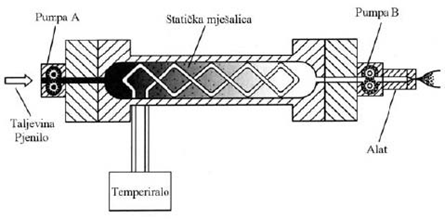 Pumpa A
Statička mješalica
Pumpa B
Taljevina
Pjenilo
Alat
Temperiralo